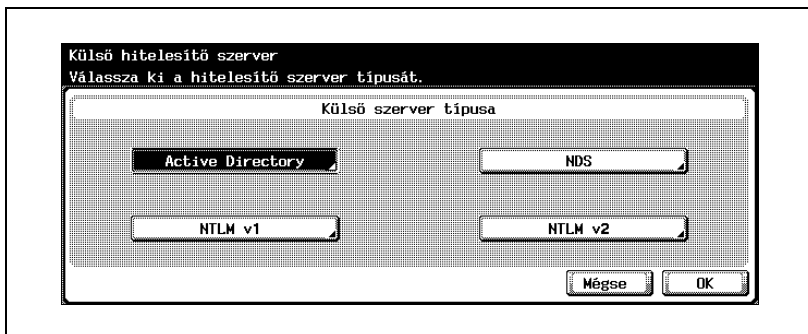 Külső hitelesítő szerver
Válassza ki a hitelesítő szerver típusát.
Külső szerver típusa
Active Directory
NDS
NTLM v1
NTLM v2
Mégse
OK